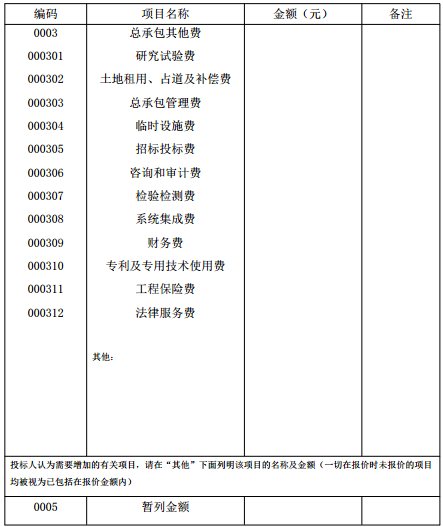 编码 项目名称 金额（元） 备注
0003 总承包其他费
000301 研究试验费
000302 土地租用、占道及补偿费
000303 总承包管理费
000304 临时设施费
000305 招标投标费
000306 咨询和审计费
000307 检验检测费
000308 系统集成费
000309 财务费
000310 专利及专用技术使用费
000311 工程保险费
000312 法律服务费
其他：
投标人认为需要增加的有关项目，请在“其他”下面列明该项目的名称及金额（一切在报价时未报价的项目
均被视为已包括在报价金额内）
0005 暂列金额